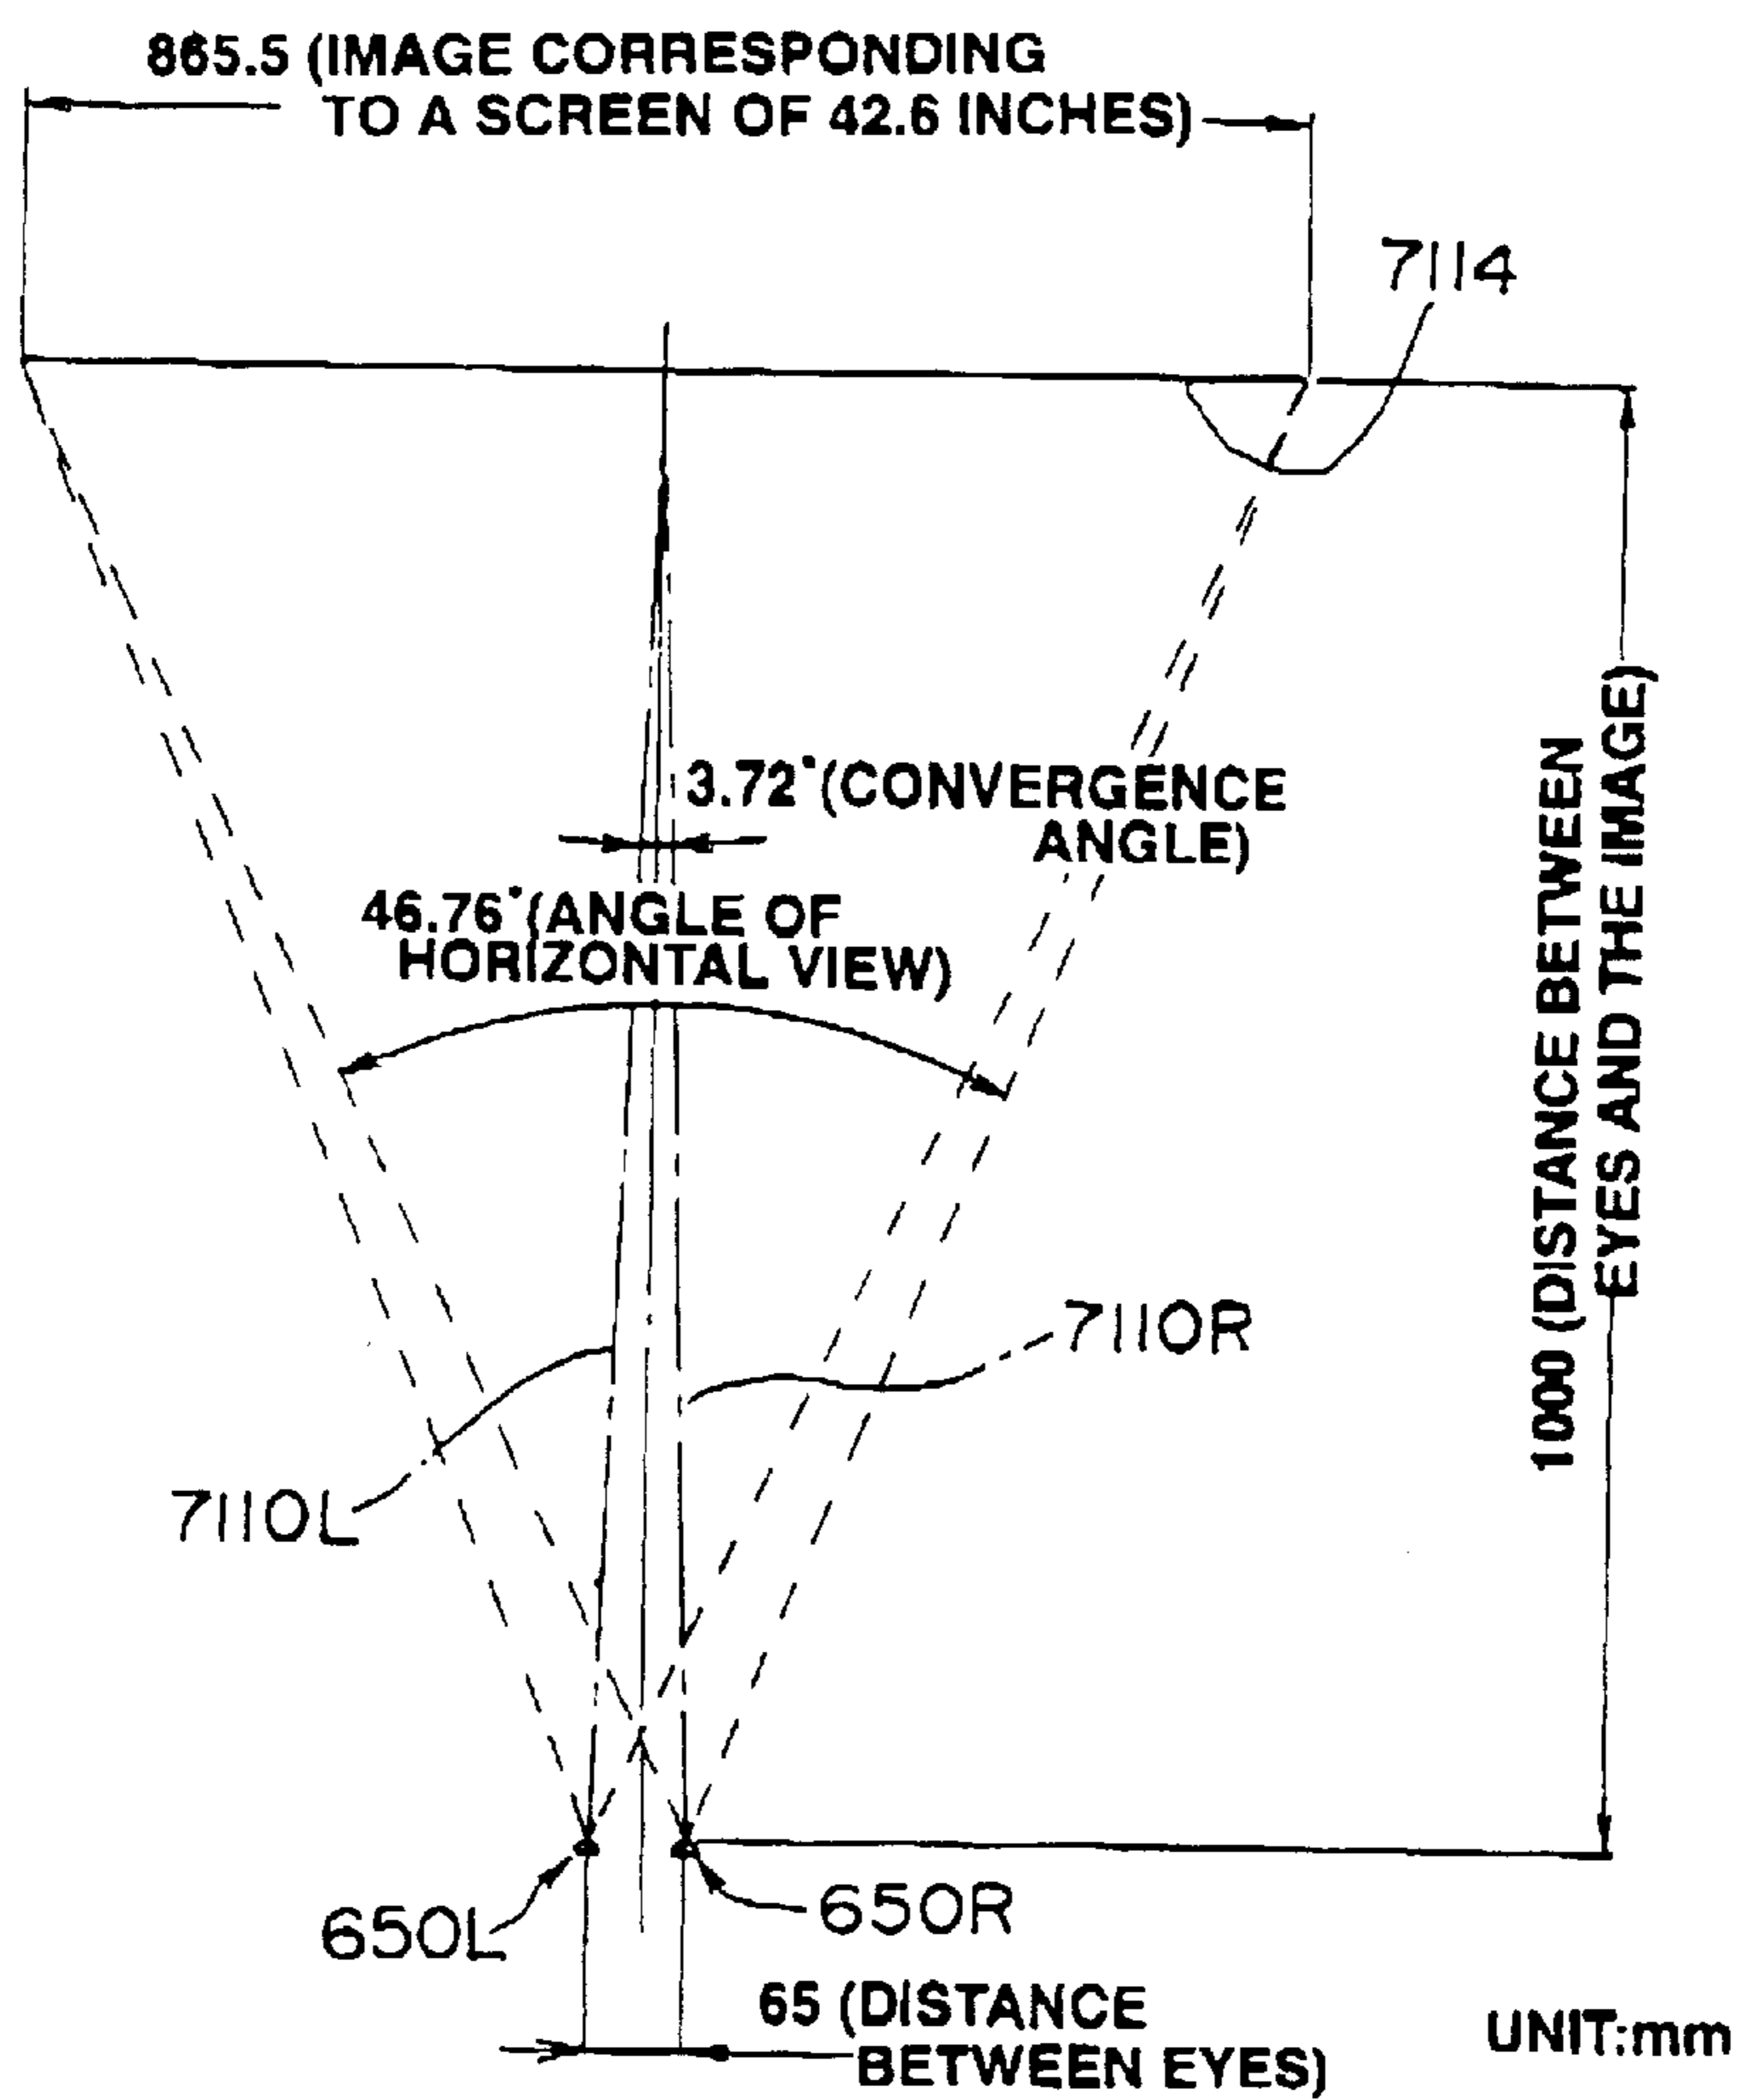 865.5 (IMAGE CORRESPONDING
TO A SCREEN OF 42.6 INCHES)
7114
3.72°(CONVERGENCE
ANGLE)
46.76°(ANGLE OF
HORIZONTAL VIEW)
1000 (DISTANCE BETWEEN
EYES AND THE IMAGE)
7110R
7110L
650L
650R
65 (DISTANCE
BETWEEN EYES)
UNIT:mm